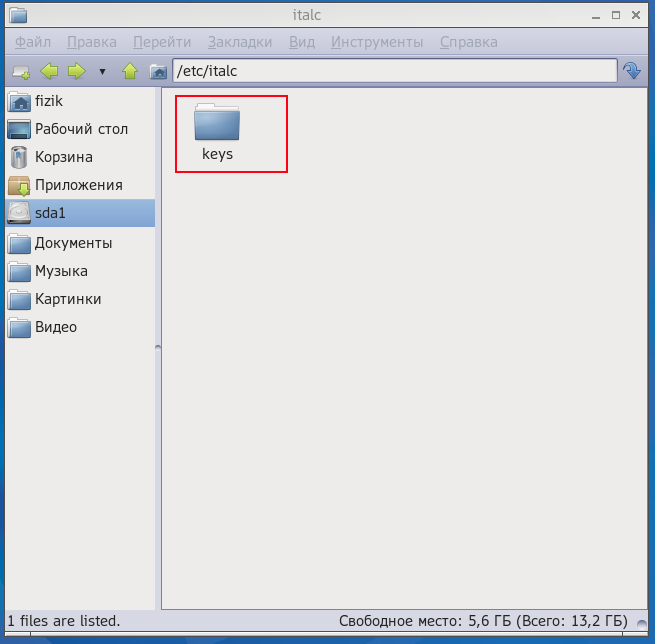 italc
Файл Правка Перейти Закладки Вид Инструменты Справка
/etc/italc
fizik
Рабочий стол
Корзина
Приложения
sda1
Документы
Музыка
Картинки
Видео
keys
1 files are listed. Свободное место: 5,6 ГБ (Всего: 13,2 ГБ)